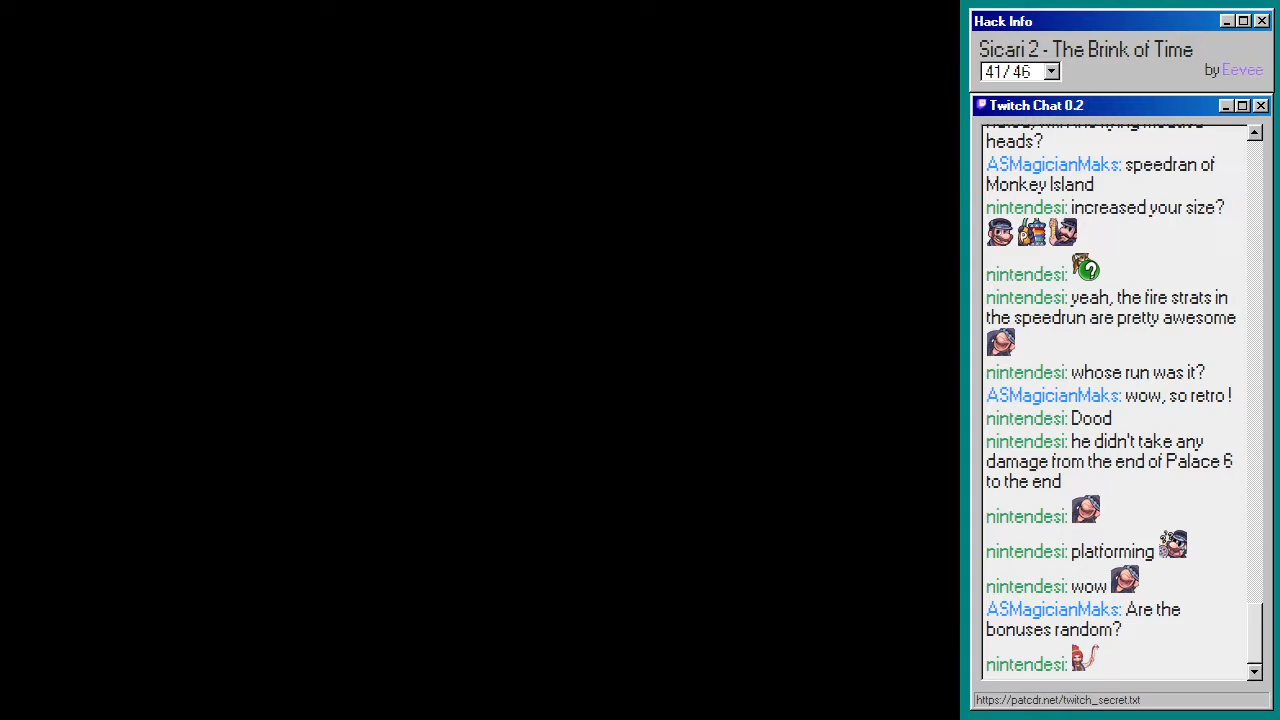 Hack Info
Sicari 2 - The Brink of Time
41/46
by Eevee
Twitch Chat 0.2
heads?
ASMagicianMaks: speedran of
Monkey Island
nintendesi: increased your size?
nintendesi:
nintendesi: yeah, the fire strats in
the speedrun are pretty awesome
nintendesi: whose run was it?
ASMagicianMaks: wow, so retro!
nintendesi: Dood
nintendesi: he didn't take any
damage from the end of Palace 6
to the end
nintendesi:
nintendesi: platforming
nintendesi: wow
ASMagicianMaks: Are the
bonuses random?
nintendesi:
https://patcdr.net/twitch_secret.txt